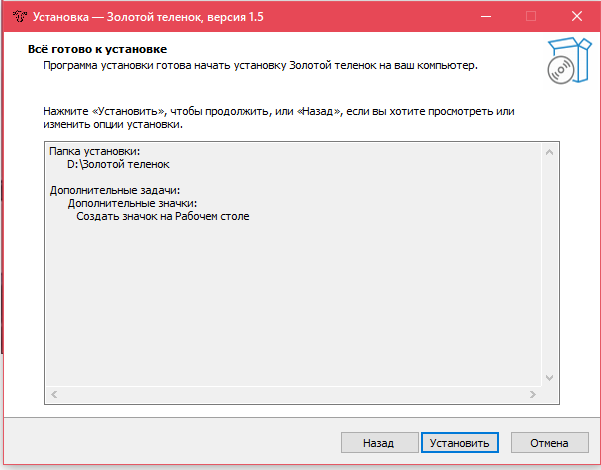 Установка — Золотой теленок, версия 1.5
Всё готово к установке
Программа установки готова начать установку Золотой теленок на ваш компьютер.
Нажмите «Установить», чтобы продолжить, или «Назад», если вы хотите просмотреть или
изменить опции установки.
Папка установки:
D:\Золотой теленок
Дополнительные задачи:
Дополнительные значки:
Создать значок на Рабочем столе
Назад
Установить
Отмена